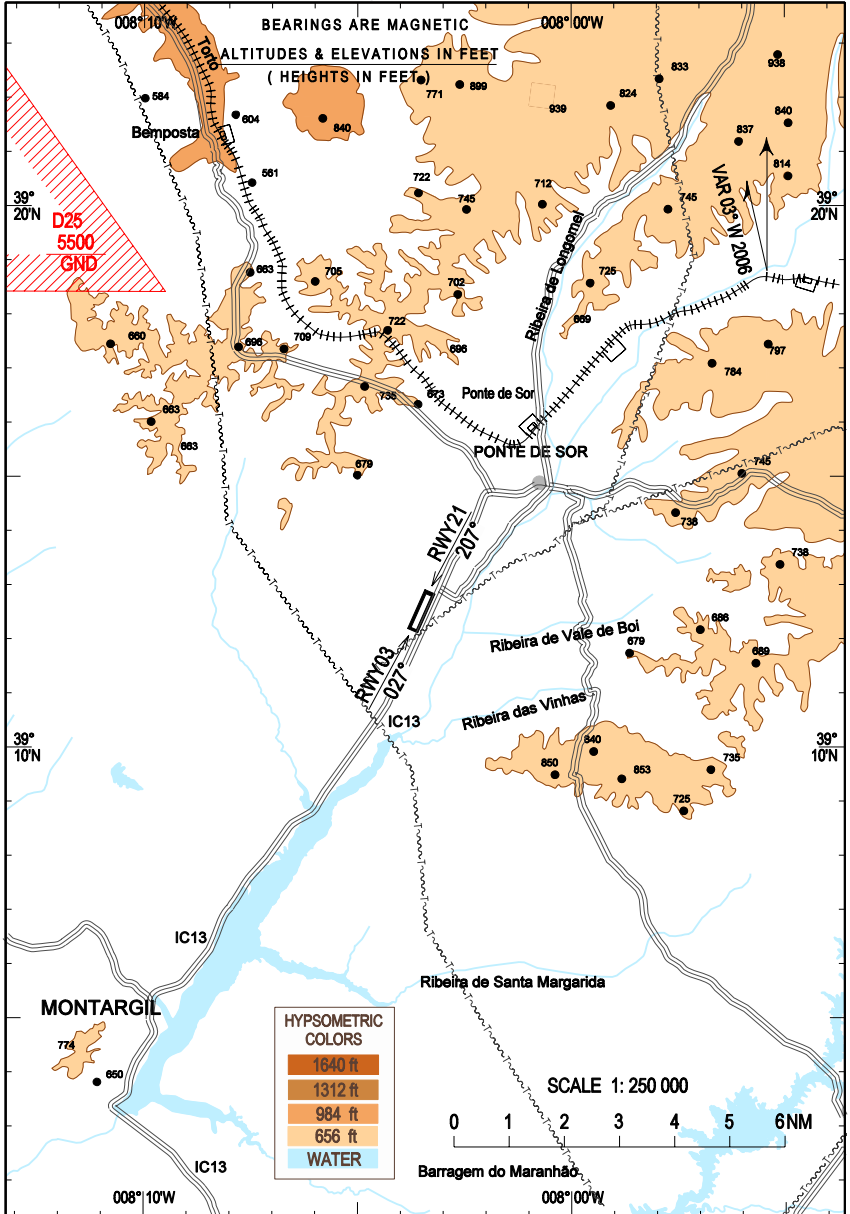 BEARINGS ARE MAGNETIC
008° 10'W
008° 00'W
ALTITUDES & ELEVATIONS IN FEET
( HEIGHTS IN FEET )
Torto
938
833
771
899
584
939
824
604
840
840
Bemposta
837
814
561
722
745
712
745
VAR 03° W 2006
39°
20'N
39°
20'N
D25
5500
GND
Ribeira de Longomel
663
705
702
725
669
660
696
709
722
696
797
784
735
673
Ponte de Sor
663
663
PONTE DE SOR
679
745
738
RWY21
207°
738
686
Ribeira de Vale de Boi
679
689
RWY03
027°
Ribeira das Vinhas
IC13
39°
10'N
39°
10'N
840
850
853
735
725
IC13
Ribeira de Santa Margarida
MONTARGIL
774
650
HYPSOMETRIC
COLORS
1640 ft
1312 ft
984 ft
656 ft
WATER
SCALE 1: 250 000
0 1 2 3 4 5 6NM
IC13
Barragem do Maranhão
008° 10'W
008° 00'W